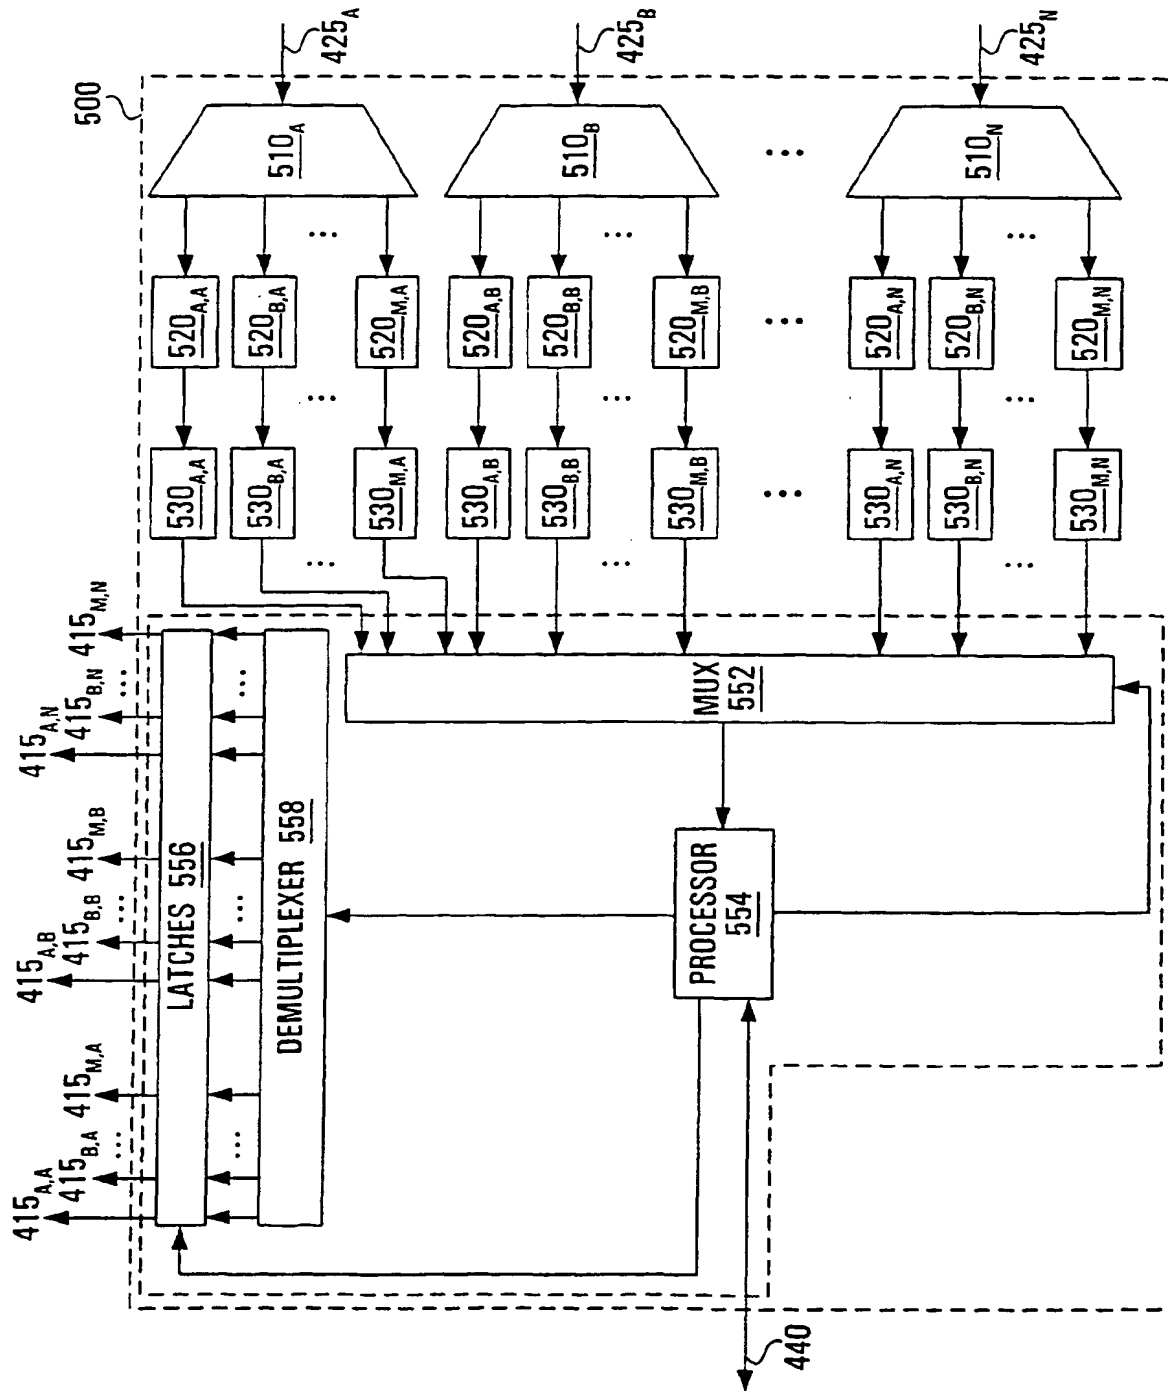 500
425A
425B
425N
510A
510B
...
510N
520A,A
520B,A
...
520M,A
520A,B
520B,B
...
520M,B
...
520A,N
520B,N
...
520M,N
530A,A
530B,A
...
530M,A
530A,B
530B,B
...
530M,B
...
530A,N
530B,N
...
530M,N
MUX
552
PROCESSOR
554
DEMULTIPLEXER 558
LATCHES 556
415A,A
415B,A
...
415M,A
415A,B
415B,B
...
415M,B
415A,N
415B,N
...
415M,N
440